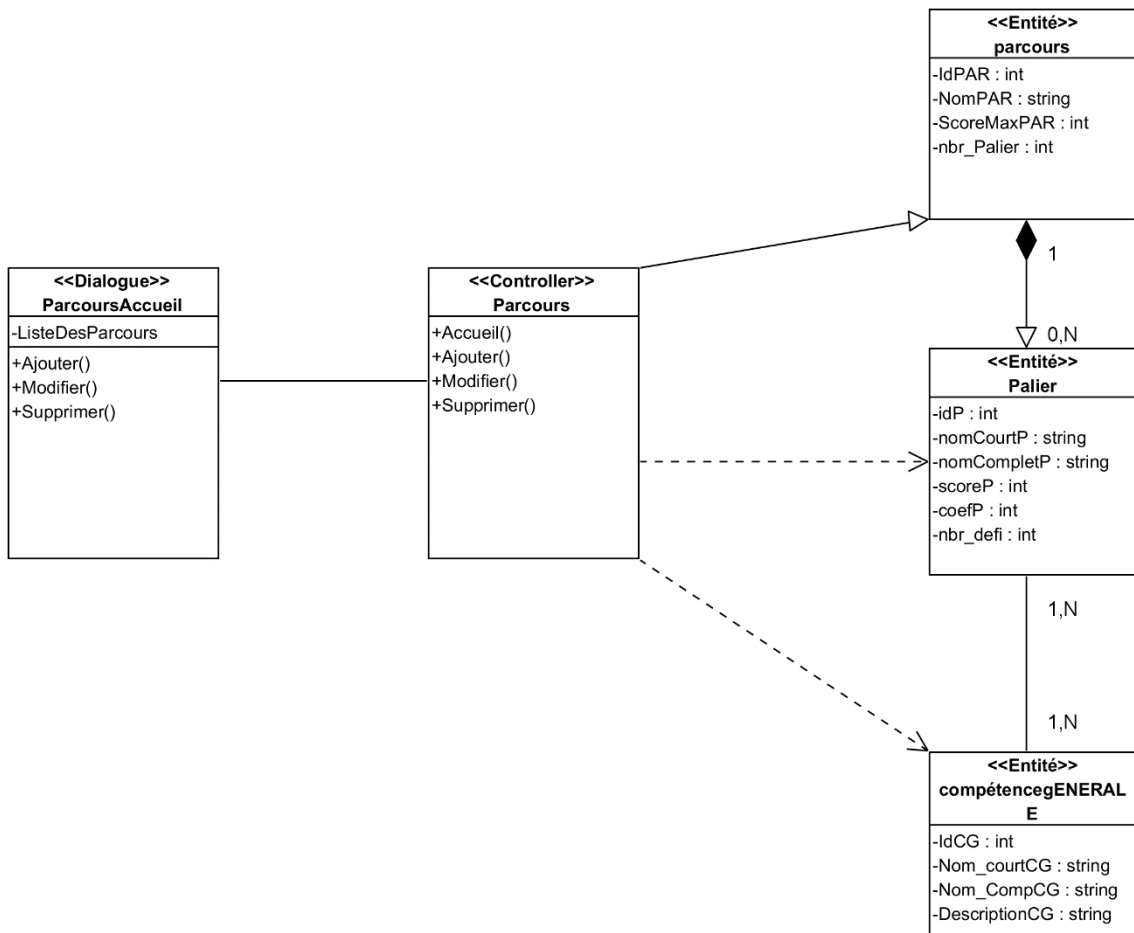 <<Entité>>
parcours
-IdPAR : int
-NomPAR : string
-ScoreMaxPAR : int
-nbr_Palier : int
1
0,N
<<Dialogue>>
ParcoursAccueil
-ListeDesParcours
+Ajouter()
+Modifier()
+Supprimer()
<<Controller>>
Parcours
+Accueil()
+Ajouter()
+Modifier()
+Supprimer()
<<Entité>>
Palier
-idP : int
-nomCourtP : string
-nomCompletP : string
-scoreP : int
-coefP : int
-nbr_defi : int
1,N
1,N
<<Entité>>
compétencegENERAL
E
-IdCG : int
-Nom_courtCG : string
-Nom_CompCG : string
-DescriptionCG : string